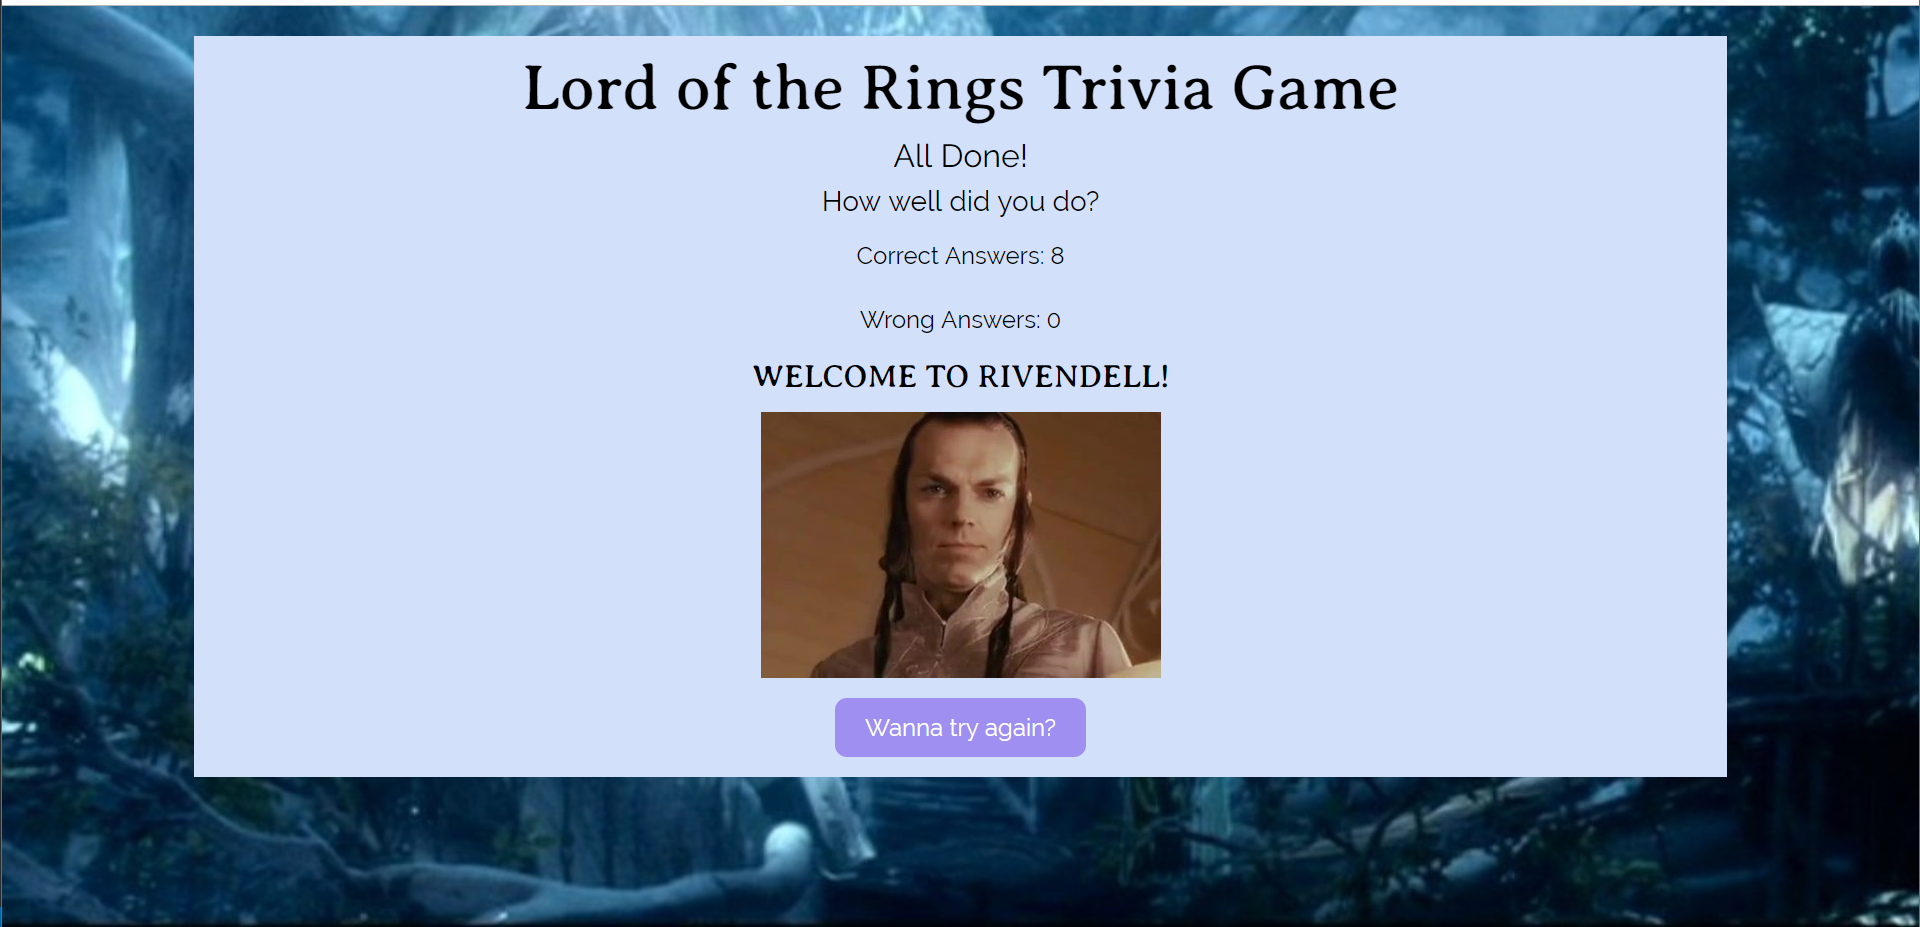 Lord of the Rings Trivia Game
All Done!
How well did you do?
Correct Answers: 8
Wrong Answers: 0
WELCOME TO RIVENDELL!
Wanna try again?